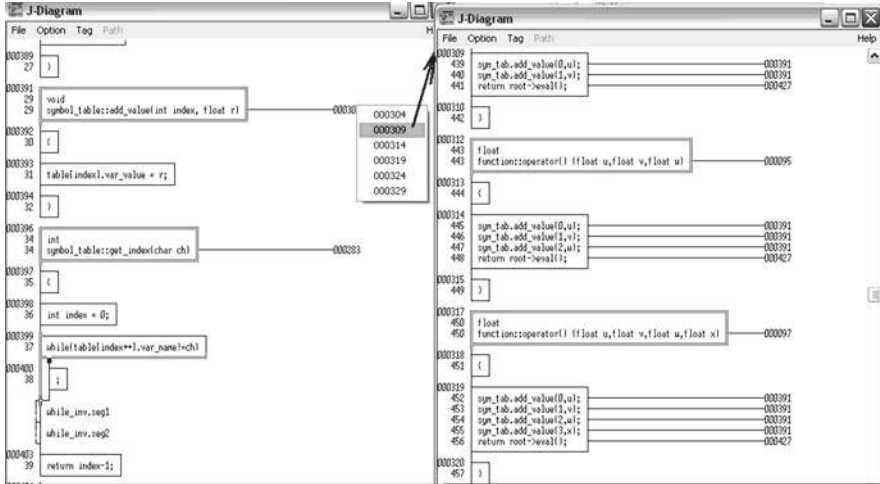 J-Diagram
File Option Tag Path H
000389
27 }
000391
29 void
29 symbol_table::add_value(int index, float r)
000392
30 {
000393
31 table[index].var_value = r;
000394
32 }
000396
34 int
34 symbol_table::get_index(char ch) 000283
000397
35 {
000398
36 int index = 0;
000399
37 while(table[index++].var_name!=ch)
000400
38 ;
while_inv.seg1
while_inv.seg2
000403
39 return index-1;
000304
000309
000314
000319
000324
000329
J-Diagram
File Option Tag Path Help
000309
439 sym_tab.add_value(0,u); 000391
440 sym_tab.add_value(1,v); 000391
441 return root->eval(); 000427
000310
442 }
000312
443 float
443 function::operator() (float u,float v,float w) 000095
000313
444 {
000314
445 sym_tab.add_value(0,u); 000391
446 sym_tab.add_value(1,v); 000391
447 sym_tab.add_value(2,w); 000391
448 return root->eval(); 000427
000315
449 }
000317
450 float
450 function::operator() (float u,float v,float w,float x) 000097
000318
451 {
000319
452 sym_tab.add_value(0,u); 000391
453 sym_tab.add_value(1,v); 000391
454 sym_tab.add_value(2,w); 000391
455 sym_tab.add_value(3,x); 000391
456 return root->eval(); 000427
000320
457 }